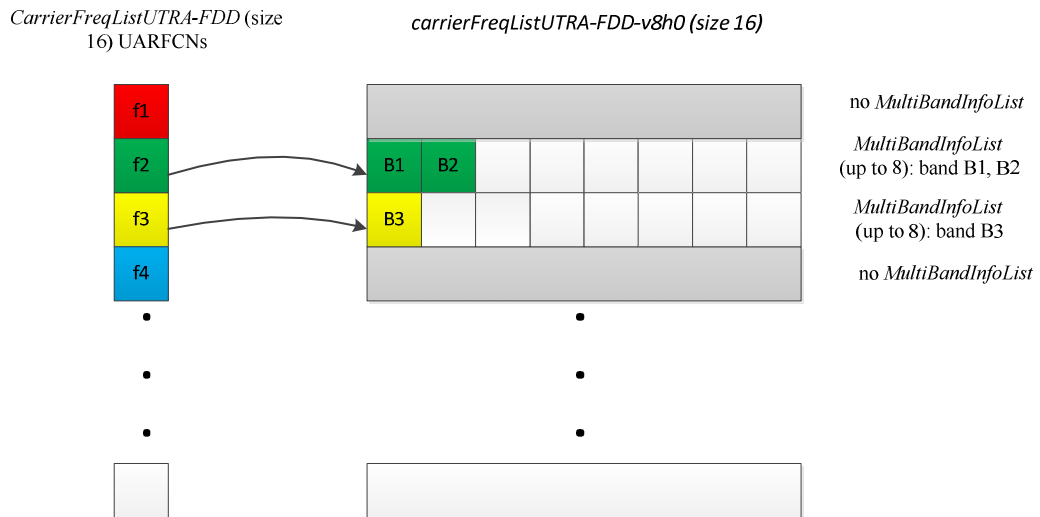 CarrierFreqListUTRA-FDD (size
16) UARFCNs
carrierFreqListUTRA-FDD-v8h0 (size 16)
f1
no MultiBandInfoList
f2
B1 B2
MultiBandInfoList
(up to 8): band B1, B2
f3
B3
MultiBandInfoList
(up to 8): band B3
f4
no MultiBandInfoList